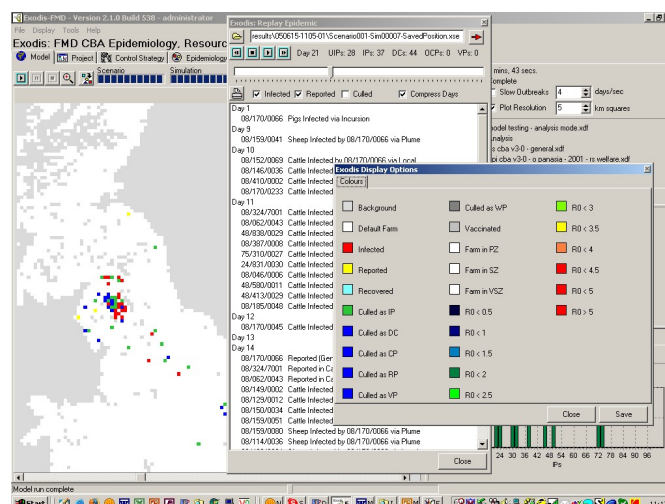 Exodis-FMD - Version 2.1.0 Build 538 - administrator
File Display Tools Help
Exodis: FMD CBA Epidemiology, Resourc
Model
Project
Control Strategy
Epidemiology
Scenario
Simulation
Exodis: Replay Epidemic
results\050615-1105-01\Scenario001-Sim00007-SavedPosition.xse
Day 21 UIPs: 28 IPs: 37 DCs: 44 OCPs: 0 VPs: 0
Infected
Reported
Culled
Compress Days
Day 1
08/170/0066 Pigs Infected via Incursion
Day 9
08/159/0041 Sheep Infected by 08/170/0066 via Plume
Day 10
08/152/0069 Cattle Infected by 08/170/0066 via Local
08/146/0036 Cattle Infected
08/410/0002 Cattle Infected
08/170/0233 Cattle Infected
Day 11
08/324/7001 Cattle Infected
08/062/0043 Cattle Infected
48/838/0029 Cattle Infected
08/387/0008 Cattle Infected
75/310/0027 Cattle Infected
24/831/0030 Cattle Infected
08/046/0006 Cattle Infected
48/580/0011 Cattle Infected
48/413/0029 Cattle Infected
08/185/0048 Cattle Infected
Day 12
08/170/0045 Cattle Infected
Day 13
Day 14
08/170/0066 Reported (Gen
08/324/7001 Reported in Ca
08/062/0043 Reported in Ca
08/149/0002 Cattle Infected
08/129/0012 Cattle Infected
08/150/0034 Cattle Infected
08/159/0051 Cattle Infected
08/159/0080 Sheep Infected by 08/170/0066 via Plume
08/114/0036 Sheep Infected by 08/170/0066 via Plume
Close
mins, 43 secs.
omplete
Slow Outbreaks 4 days/sec
Plot Resolution 5 km squares
model testing - analysis mode.xdf
nalysis
s cba v3-0 - general.xdf
pi cba v3-0 - o panasia - 2001 - rs welfare.xdf
Exodis Display Options
Colours
Background
Default Farm
Infected
Reported
Recovered
Culled as IP
Culled as DC
Culled as CP
Culled as RP
Culled as VP
Culled as WP
Vaccinated
Farm in PZ
Farm in SZ
Farm in VSZ
R0 < 0.5
R0 < 1
R0 < 1.5
R0 < 2
R0 < 2.5
R0 < 3
R0 < 3.5
R0 < 4
R0 < 4.5
R0 < 5
R0 > 5
Close
Save
24 30 36 42 48 54 60 66 72 78 84 90 96
IPs
Model run complete
Start